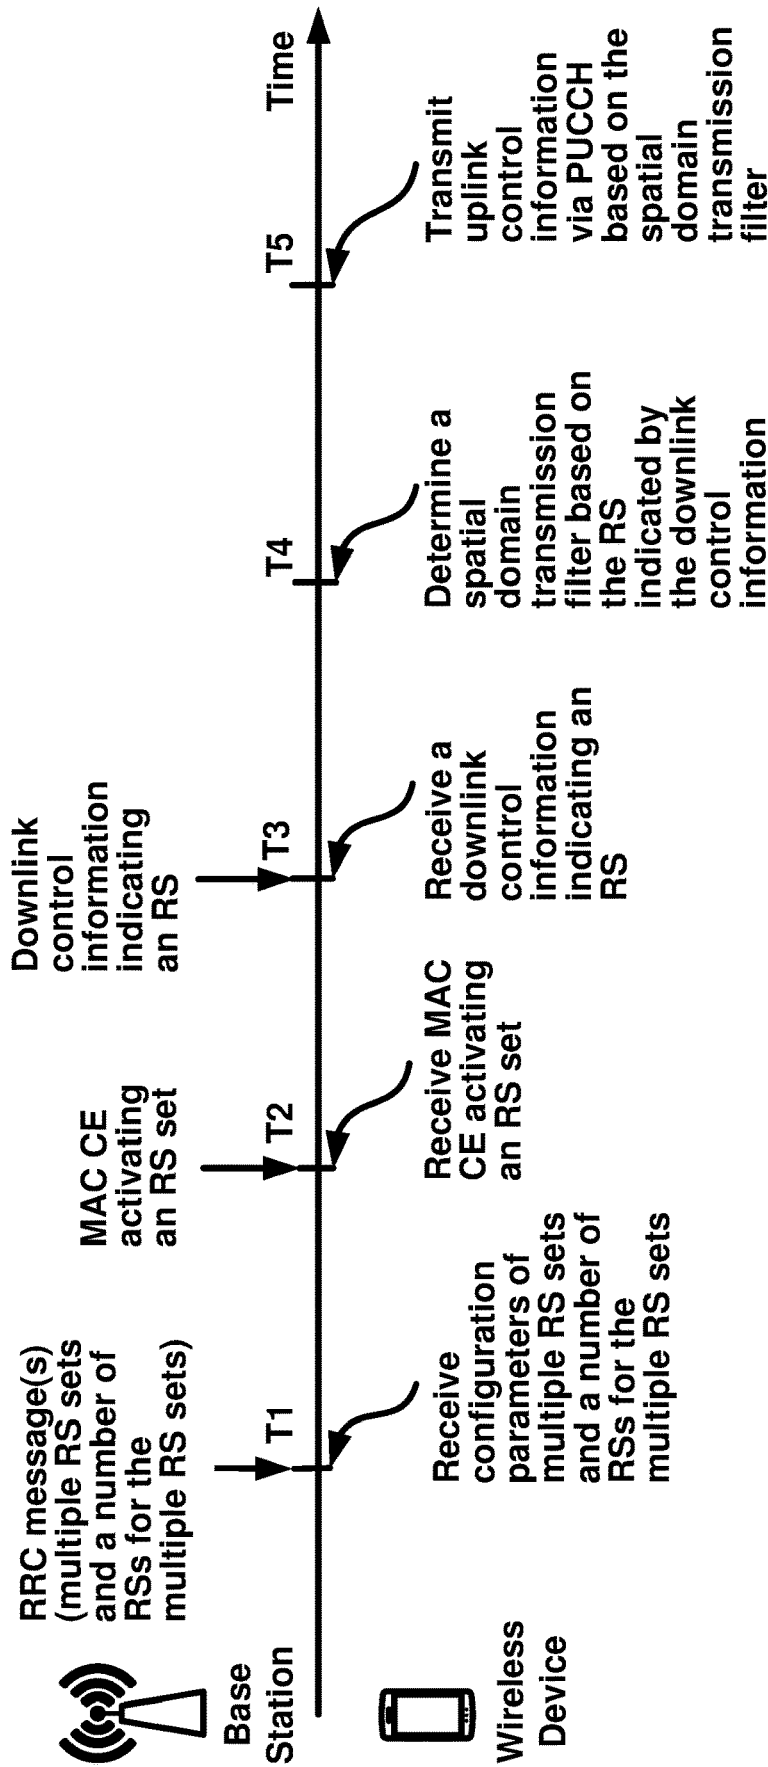 Base
Station
RRC message(s)
(multiple RS sets
and a number of
RSs for the
multiple RS sets)
MAC CE
activating
an RS set
Downlink
control
information
indicating
an RS
T1
T2
T3
T4
T5
Time
Wireless
Device
Receive
configuration
parameters of
multiple RS sets
and a number of
RSs for the
multiple RS sets
Receive MAC
CE activating
an RS set
Receive a
downlink
control
information
indicating an
RS
Determine a
spatial
domain
transmission
filter based on
the RS
indicated by
the downlink
control
information
Transmit
uplink
control
information
via PUCCH
based on the
spatial
domain
transmission
filter